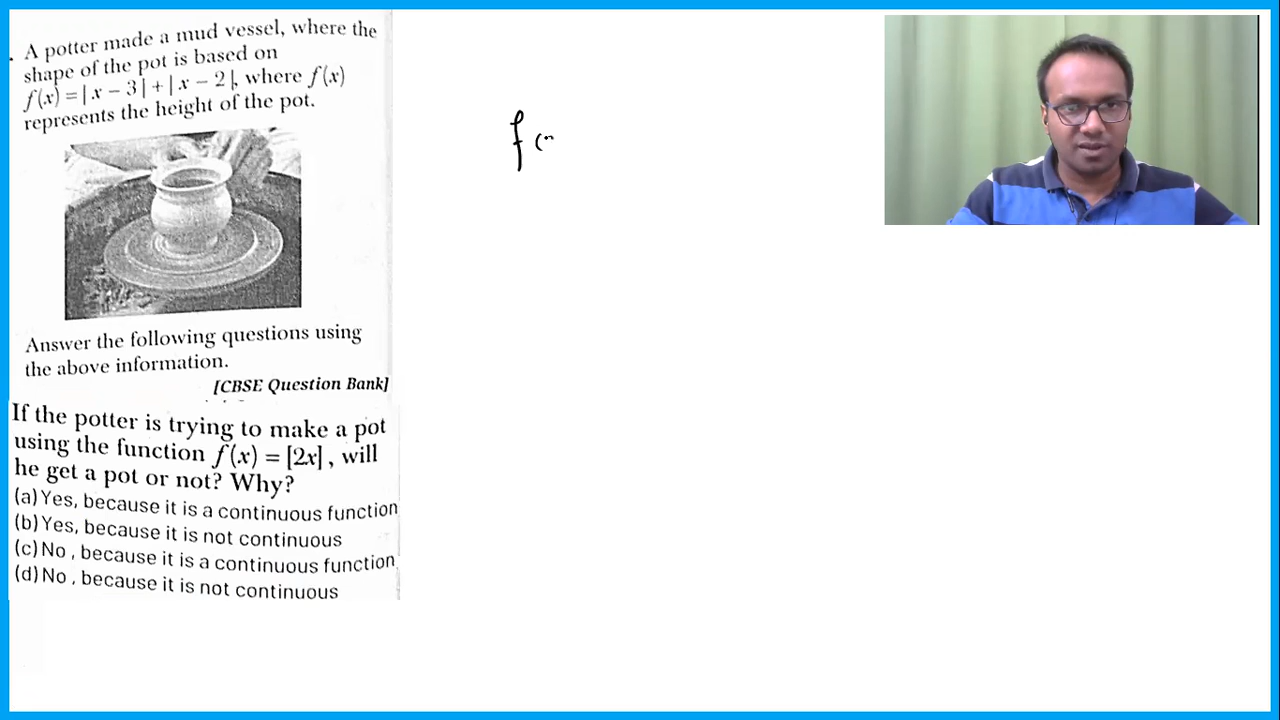 . A potter made a mud vessel, where the
shape of the pot is based on
f(x) = | x − 3 | + | x − 2 |, where f(x)
represents the height of the pot.
f(
Answer the following questions using
the above information.
[CBSE Question Bank]
If the potter is trying to make a pot
using the function f(x) = [2x] , will
he get a pot or not? Why?
(a) Yes, because it is a continuous function
(b) Yes, because it is not continuous
(c) No , because it is a continuous function
(d) No , because it is not continuous